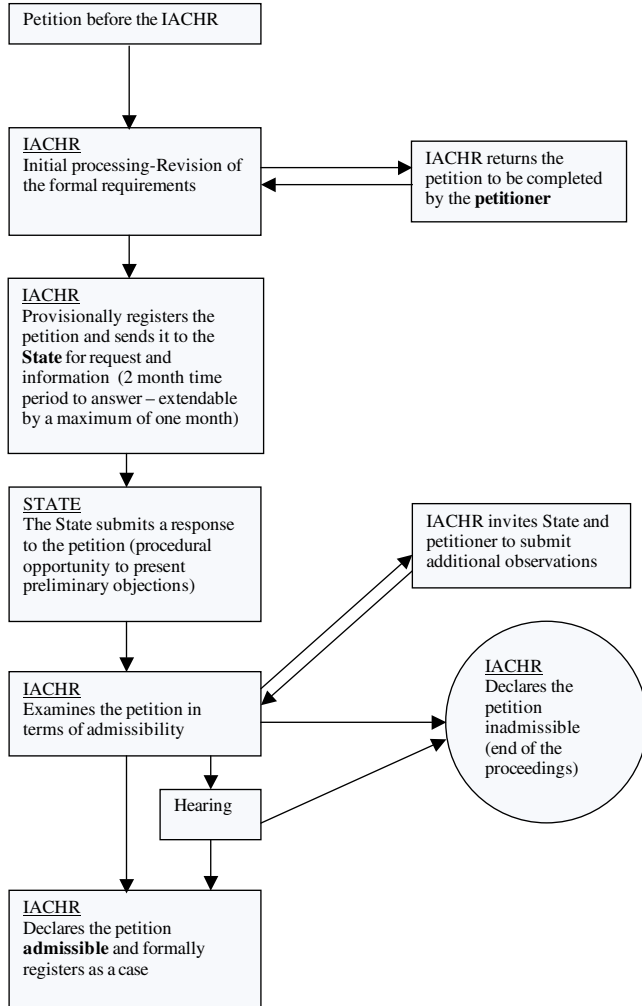 Petition before the IACHR
IACHR
Initial processing-Revision of
the formal requirements
IACHR returns the
petition to be completed
by the petitioner
IACHR
Provisionally registers the
petition and sends it to the
State for request and
information (2 month time
period to answer – extendable
by a maximum of one month)
STATE
The State submits a response
to the petition (procedural
opportunity to present
preliminary objections)
IACHR invites State and
petitioner to submit
additional observations
IACHR
Examines the petition in
terms of admissibility
IACHR
Declares the
petition
inadmissible
(end of the
proceedings)
Hearing
IACHR
Declares the petition
admissible and formally
registers as a case